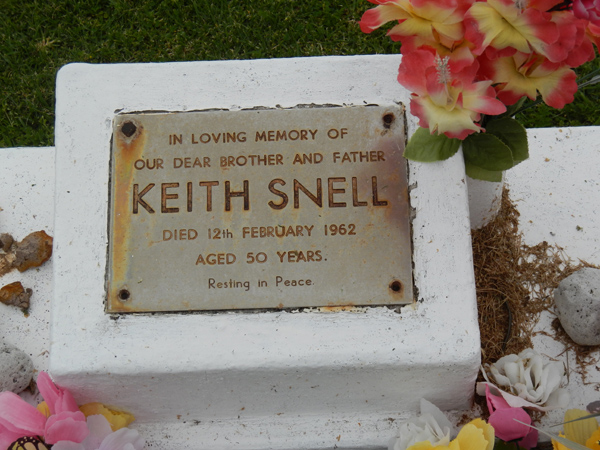 IN LOVING MEMORY OF
OUR DEAR BROTHER AND FATHER
KEITH SNELL
DIED 12th FEBRUARY 1962
AGED 50 YEARS.
Resting in Peace.